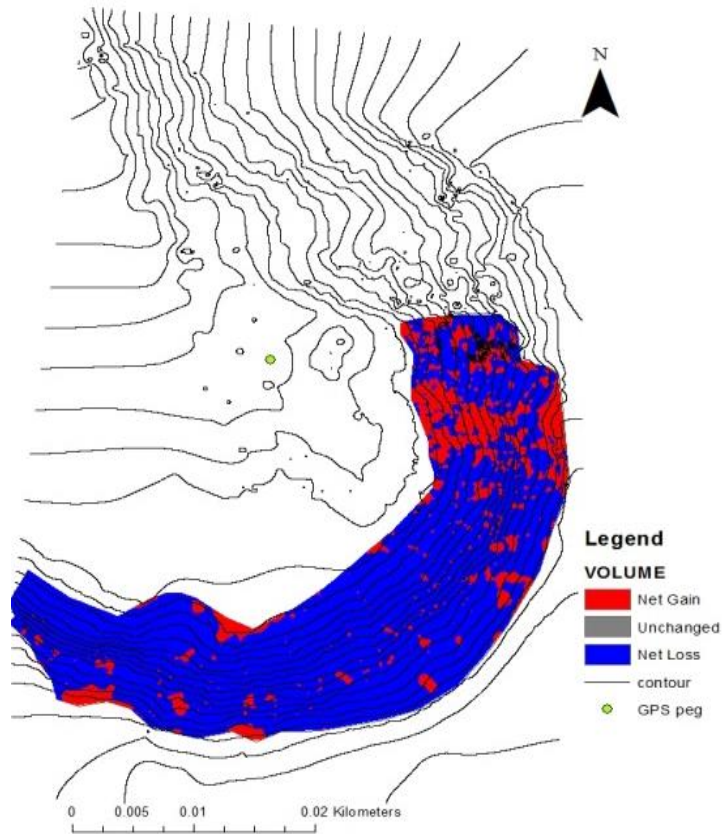 N
Legend
VOLUME
Net Gain
Unchanged
Net Loss
contour
GPS peg
0 0.005 0.01 0.02 Kilometers